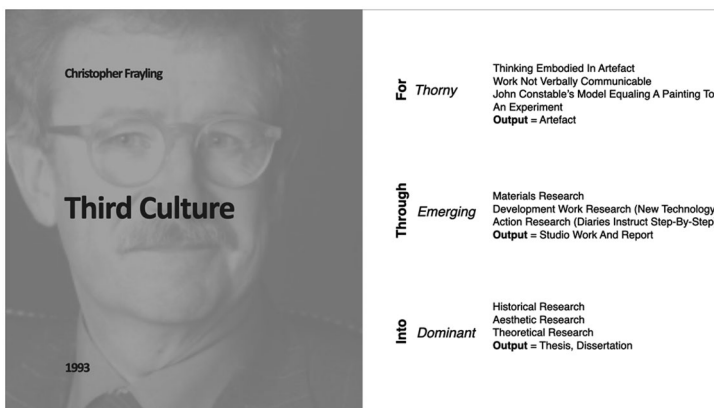 Christopher Frayling
Third Culture
1993
For
Thorny
Thinking Embodied In Artefact
Work Not Verbally Communicable
John Constable's Model Equaling A Painting To
An Experiment
Output = Artefact
Through
Emerging
Materials Research
Development Work Research (New Technology
Action Research (Diaries Instruct Step-By-Step
Output = Studio Work And Report
Into
Dominant
Historical Research
Aesthetic Research
Theoretical Research
Output = Thesis, Dissertation